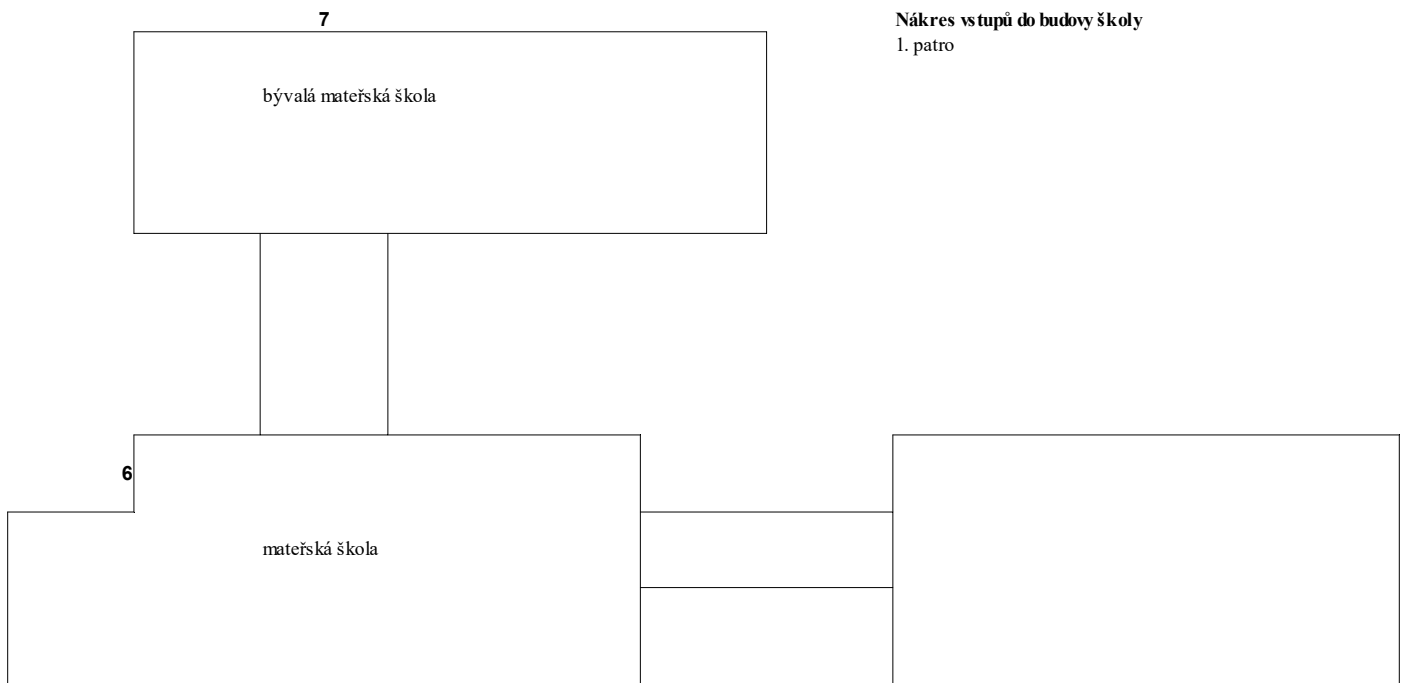 7
Nákres vstupů do budovy školy
1. patro
bývalá mateřská škola
6
mateřská škola